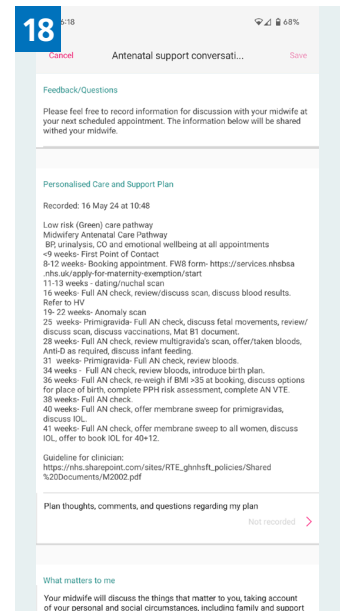 18
6:18
68%
Cancel
Antenatal support conversati...
Save
Feedback/Questions
Please feel free to record information for discussion with your midwife at
your next scheduled appointment. The information below will be shared
withed your midwife.
Personalised Care and Support Plan
Recorded: 16 May 24 at 10:48
Low risk (Green) care pathway
Midwifery Antenatal Care Pathway
BP, urinalysis, CO and emotional wellbeing at all appointments
<9 weeks- First Point of Contact
8-12 weeks- Booking appointment. FW8 form- https://services.nhsbsa
.nhs.uk/apply-for-maternity-exemption/start
11-13 weeks - dating/nuchal scan
16 weeks- Full AN check, review/discuss scan, discuss blood results.
Refer to HV
19- 22 weeks- Anomaly scan
25 weeks- Primigravida- Full AN check, discuss fetal movements, review/
discuss scan, discuss vaccinations, Mat B1 document.
28 weeks- Full AN check, review multigravida's scan, offer/taken bloods,
Anti-D as required, discuss infant feeding.
31 weeks- Primigravida- Full AN check, review bloods.
34 weeks - Full AN check, review bloods, introduce birth plan.
36 weeks- Full AN check, re-weigh if BMI >35 at booking, discuss options
for place of birth, complete PPH risk assessment, complete AN VTE.
38 weeks- Full AN check.
40 weeks- Full AN check, offer membrane sweep for primigravidas,
discuss IOL.
41 weeks- Full AN check, offer membrane sweep to all women, discuss
IOL, offer to book IOL for 40+12.
Guideline for clinician:
https://nhs.sharepoint.com/sites/RTE_ghnhsft_policies/Shared
%20Documents/M2002.pdf
Plan thoughts, comments, and questions regarding my plan
Not recorded
What matters to me
Your midwife will discuss the things that matter to you, taking account
of your personal and social circumstances, including family and support